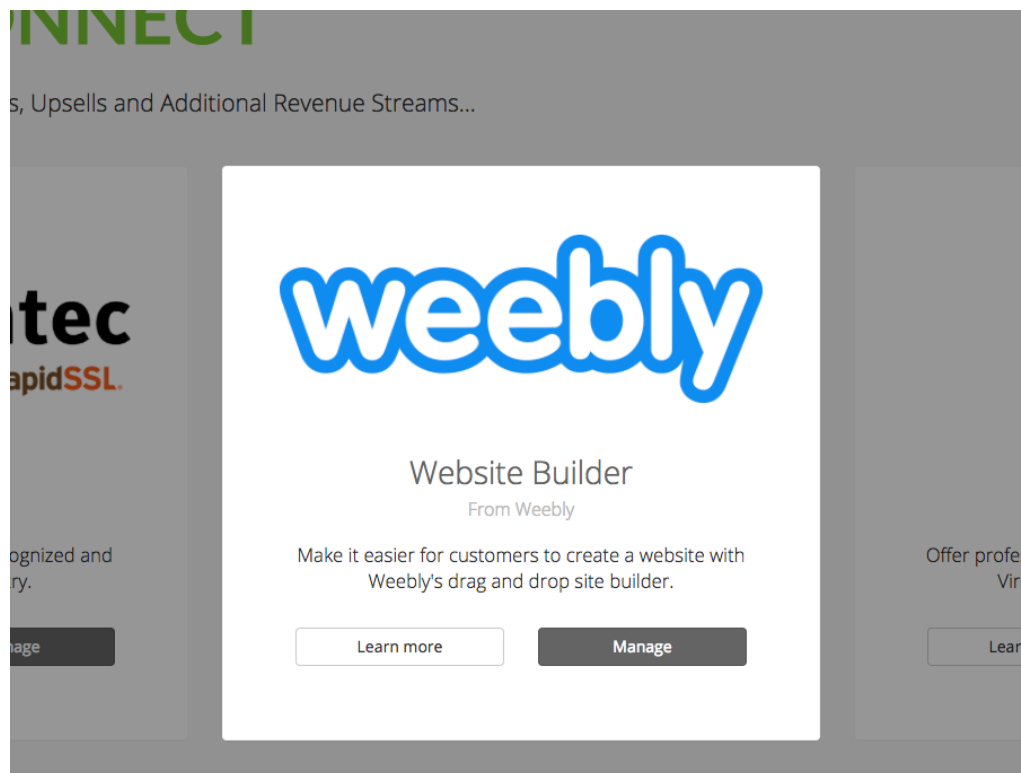 ONNECT
s, Upsells and Additional Revenue Streams...
ntec
apidSSL.
ognized and
ry.
nage
weebly
Website Builder
From Weebly
Make it easier for customers to create a website with
Weebly's drag and drop site builder.
Learn more
Manage
Offer profe
Vir
Lear